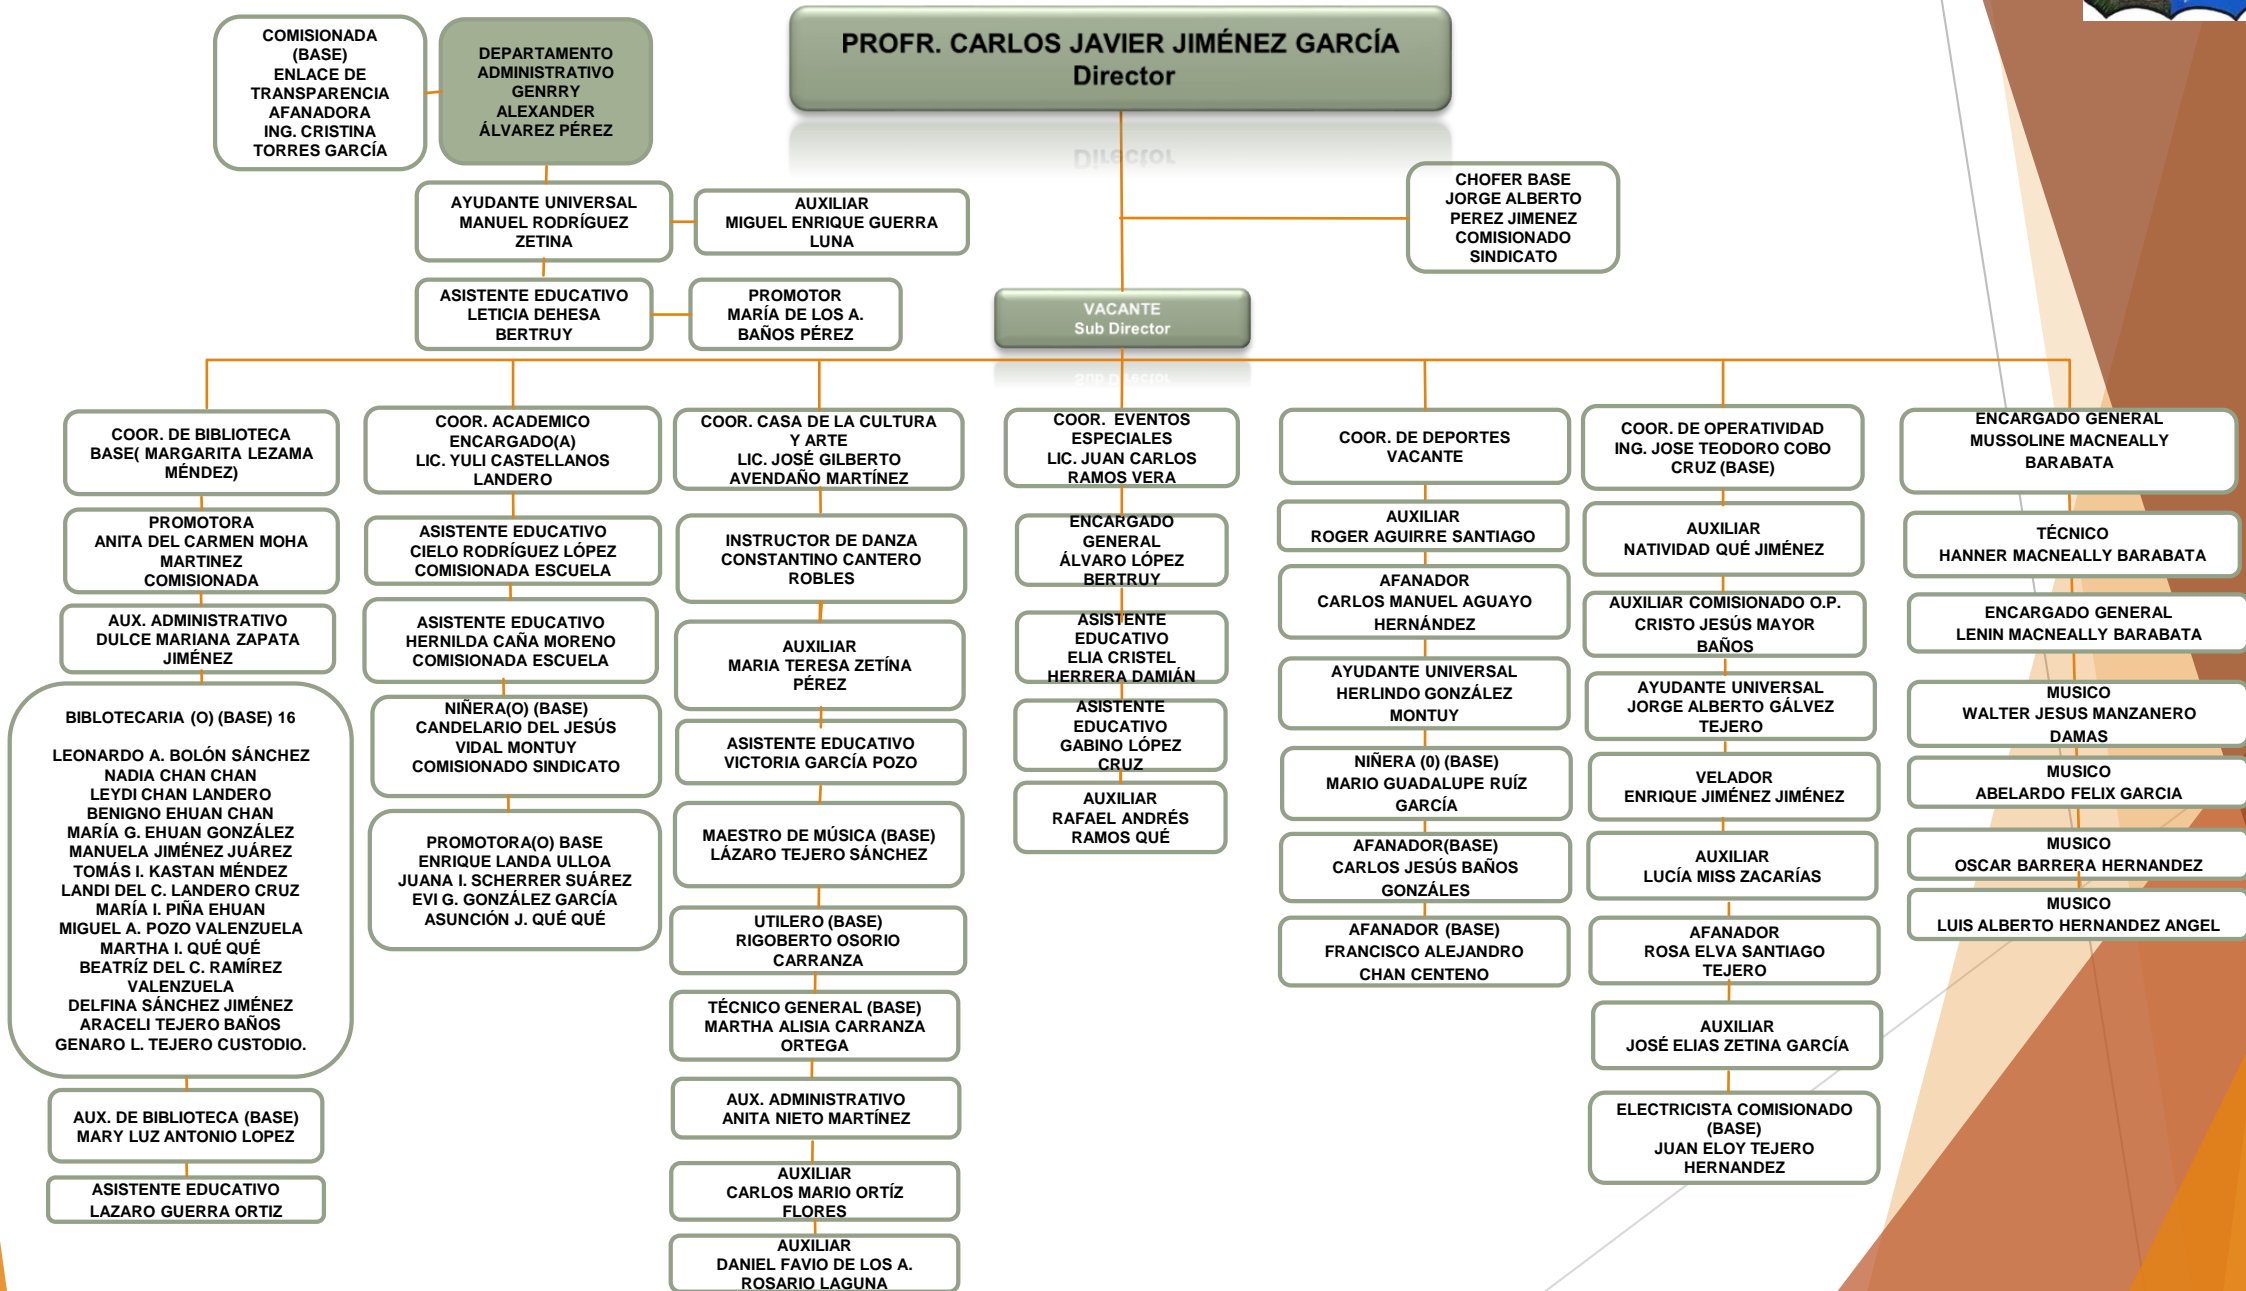 PROFR. CARLOS JAVIER JIMÉNEZ GARCÍA
Director
COMISIONADA
(BASE)
ENLACE DE
TRANSPARENCIA
AFANADORA
ING. CRISTINA
TORRES GARCÍA
DEPARTAMENTO
ADMINISTRATIVO
GENRRY
ALEXANDER
ÁLVAREZ PÉREZ
AYUDANTE UNIVERSAL
MANUEL RODRÍGUEZ
ZETINA
AUXILIAR
MIGUEL ENRIQUE GUERRA
LUNA
CHOFER BASE
JORGE ALBERTO
PEREZ JIMENEZ
COMISIONADO
SINDICATO
ASISTENTE EDUCATIVO
LETICIA DEHESA
BERTRUY
PROMOTOR
MARÍA DE LOS A.
BAÑOS PÉREZ
VACANTE
Sub Director
COOR. DE BIBLIOTECA
BASE( MARGARITA LEZAMA
MÉNDEZ)
PROMOTORA
ANITA DEL CARMEN MOHA
MARTINEZ
COMISIONADA
AUX. ADMINISTRATIVO
DULCE MARIANA ZAPATA
JIMÉNEZ
BIBLOTECARIA (O) (BASE) 16
LEONARDO A. BOLÓN SÁNCHEZ
NADIA CHAN CHAN
LEYDI CHAN LANDERO
BENIGNO EHUAN CHAN
MARÍA G. EHUAN GONZÁLEZ
MANUELA JIMÉNEZ JUÁREZ
TOMÁS I. KASTAN MÉNDEZ
LANDI DEL C. LANDERO CRUZ
MARÍA I. PIÑA EHUAN
MIGUEL A. POZO VALENZUELA
MARTHA I. QUÉ QUÉ
BEATRÍZ DEL C. RAMÍREZ
VALENZUELA
DELFINA SÁNCHEZ JIMÉNEZ
ARACELI TEJERO BAÑOS
GENARO L. TEJERO CUSTODIO.
AUX. DE BIBLIOTECA (BASE)
MARY LUZ ANTONIO LOPEZ
ASISTENTE EDUCATIVO
LAZARO GUERRA ORTIZ
COOR. ACADEMICO
ENCARGADO(A)
LIC. YULI CASTELLANOS
LANDERO
ASISTENTE EDUCATIVO
CIELO RODRÍGUEZ LÓPEZ
COMISIONADA ESCUELA
ASISTENTE EDUCATIVO
HERNILDA CAÑA MORENO
COMISIONADA ESCUELA
NIÑERA(O) (BASE)
CANDELARIO DEL JESÚS
VIDAL MONTUY
COMISIONADO SINDICATO
PROMOTORA(O) BASE
ENRIQUE LANDA ULLOA
JUANA I. SCHERRER SUÁREZ
EVI G. GONZÁLEZ GARCÍA
ASUNCIÓN J. QUÉ QUÉ
COOR. CASA DE LA CULTURA
Y ARTE
LIC. JOSÉ GILBERTO
AVENDAÑO MARTÍNEZ
INSTRUCTOR DE DANZA
CONSTANTINO CANTERO
ROBLES
AUXILIAR
MARIA TERESA ZETÍNA
PÉREZ
ASISTENTE EDUCATIVO
VICTORIA GARCÍA POZO
MAESTRO DE MÚSICA (BASE)
LÁZARO TEJERO SÁNCHEZ
UTILERO (BASE)
RIGOBERTO OSORIO
CARRANZA
TÉCNICO GENERAL (BASE)
MARTHA ALISIA CARRANZA
ORTEGA
AUX. ADMINISTRATIVO
ANITA NIETO MARTÍNEZ
AUXILIAR
CARLOS MARIO ORTÍZ
FLORES
AUXILIAR
DANIEL FAVIO DE LOS A.
ROSARIO LAGUNA
COOR. EVENTOS
ESPECIALES
LIC. JUAN CARLOS
RAMOS VERA
ENCARGADO
GENERAL
ÁLVARO LÓPEZ
BERTRUY
ASISTENTE
EDUCATIVO
ELIA CRISTEL
HERRERA DAMIÁN
ASISTENTE
EDUCATIVO
GABINO LÓPEZ
CRUZ
AUXILIAR
RAFAEL ANDRÉS
RAMOS QUÉ
COOR. DE DEPORTES
VACANTE
AUXILIAR
ROGER AGUIRRE SANTIAGO
AFANADOR
CARLOS MANUEL AGUAYO
HERNÁNDEZ
AYUDANTE UNIVERSAL
HERLINDO GONZÁLEZ
MONTUY
NIÑERA (0) (BASE)
MARIO GUADALUPE RUÍZ
GARCÍA
AFANADOR(BASE)
CARLOS JESÚS BAÑOS
GONZÁLES
AFANADOR (BASE)
FRANCISCO ALEJANDRO
CHAN CENTENO
COOR. DE OPERATIVIDAD
ING. JOSE TEODORO COBO
CRUZ (BASE)
AUXILIAR
NATIVIDAD QUÉ JIMÉNEZ
AUXILIAR COMISIONADO O.P.
CRISTO JESÚS MAYOR
BAÑOS
AYUDANTE UNIVERSAL
JORGE ALBERTO GÁLVEZ
TEJERO
VELADOR
ENRIQUE JIMÉNEZ JIMÉNEZ
AUXILIAR
LUCÍA MISS ZACARÍAS
AFANADOR
ROSA ELVA SANTIAGO
TEJERO
AUXILIAR
JOSÉ ELIAS ZETINA GARCÍA
ELECTRICISTA COMISIONADO
(BASE)
JUAN ELOY TEJERO
HERNANDEZ
ENCARGADO GENERAL
MUSSOLINE MACNEALLY
BARABATA
TÉCNICO
HANNER MACNEALLY BARABATA
ENCARGADO GENERAL
LENIN MACNEALLY BARABATA
MUSICO
WALTER JESUS MANZANERO
DAMAS
MUSICO
ABELARDO FELIX GARCIA
MUSICO
OSCAR BARRERA HERNANDEZ
MUSICO
LUIS ALBERTO HERNANDEZ ANGEL